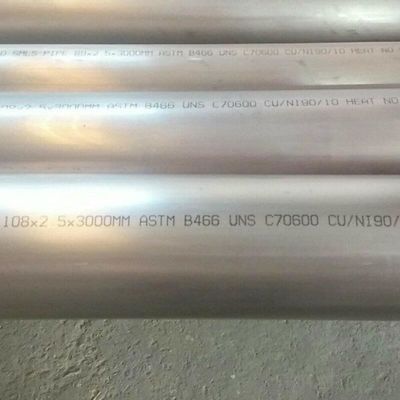 SMLS PIPE 89x2 5x3000MM ASTM B466 UNS C70600 CU/NI90/10 HEAT NO
5x3000MM ASTM B466 UNS C70600 CU/NI90/10 HEAT NO
108x2 5x3000MM ASTM B466 UNS C70600 CU/NI90/